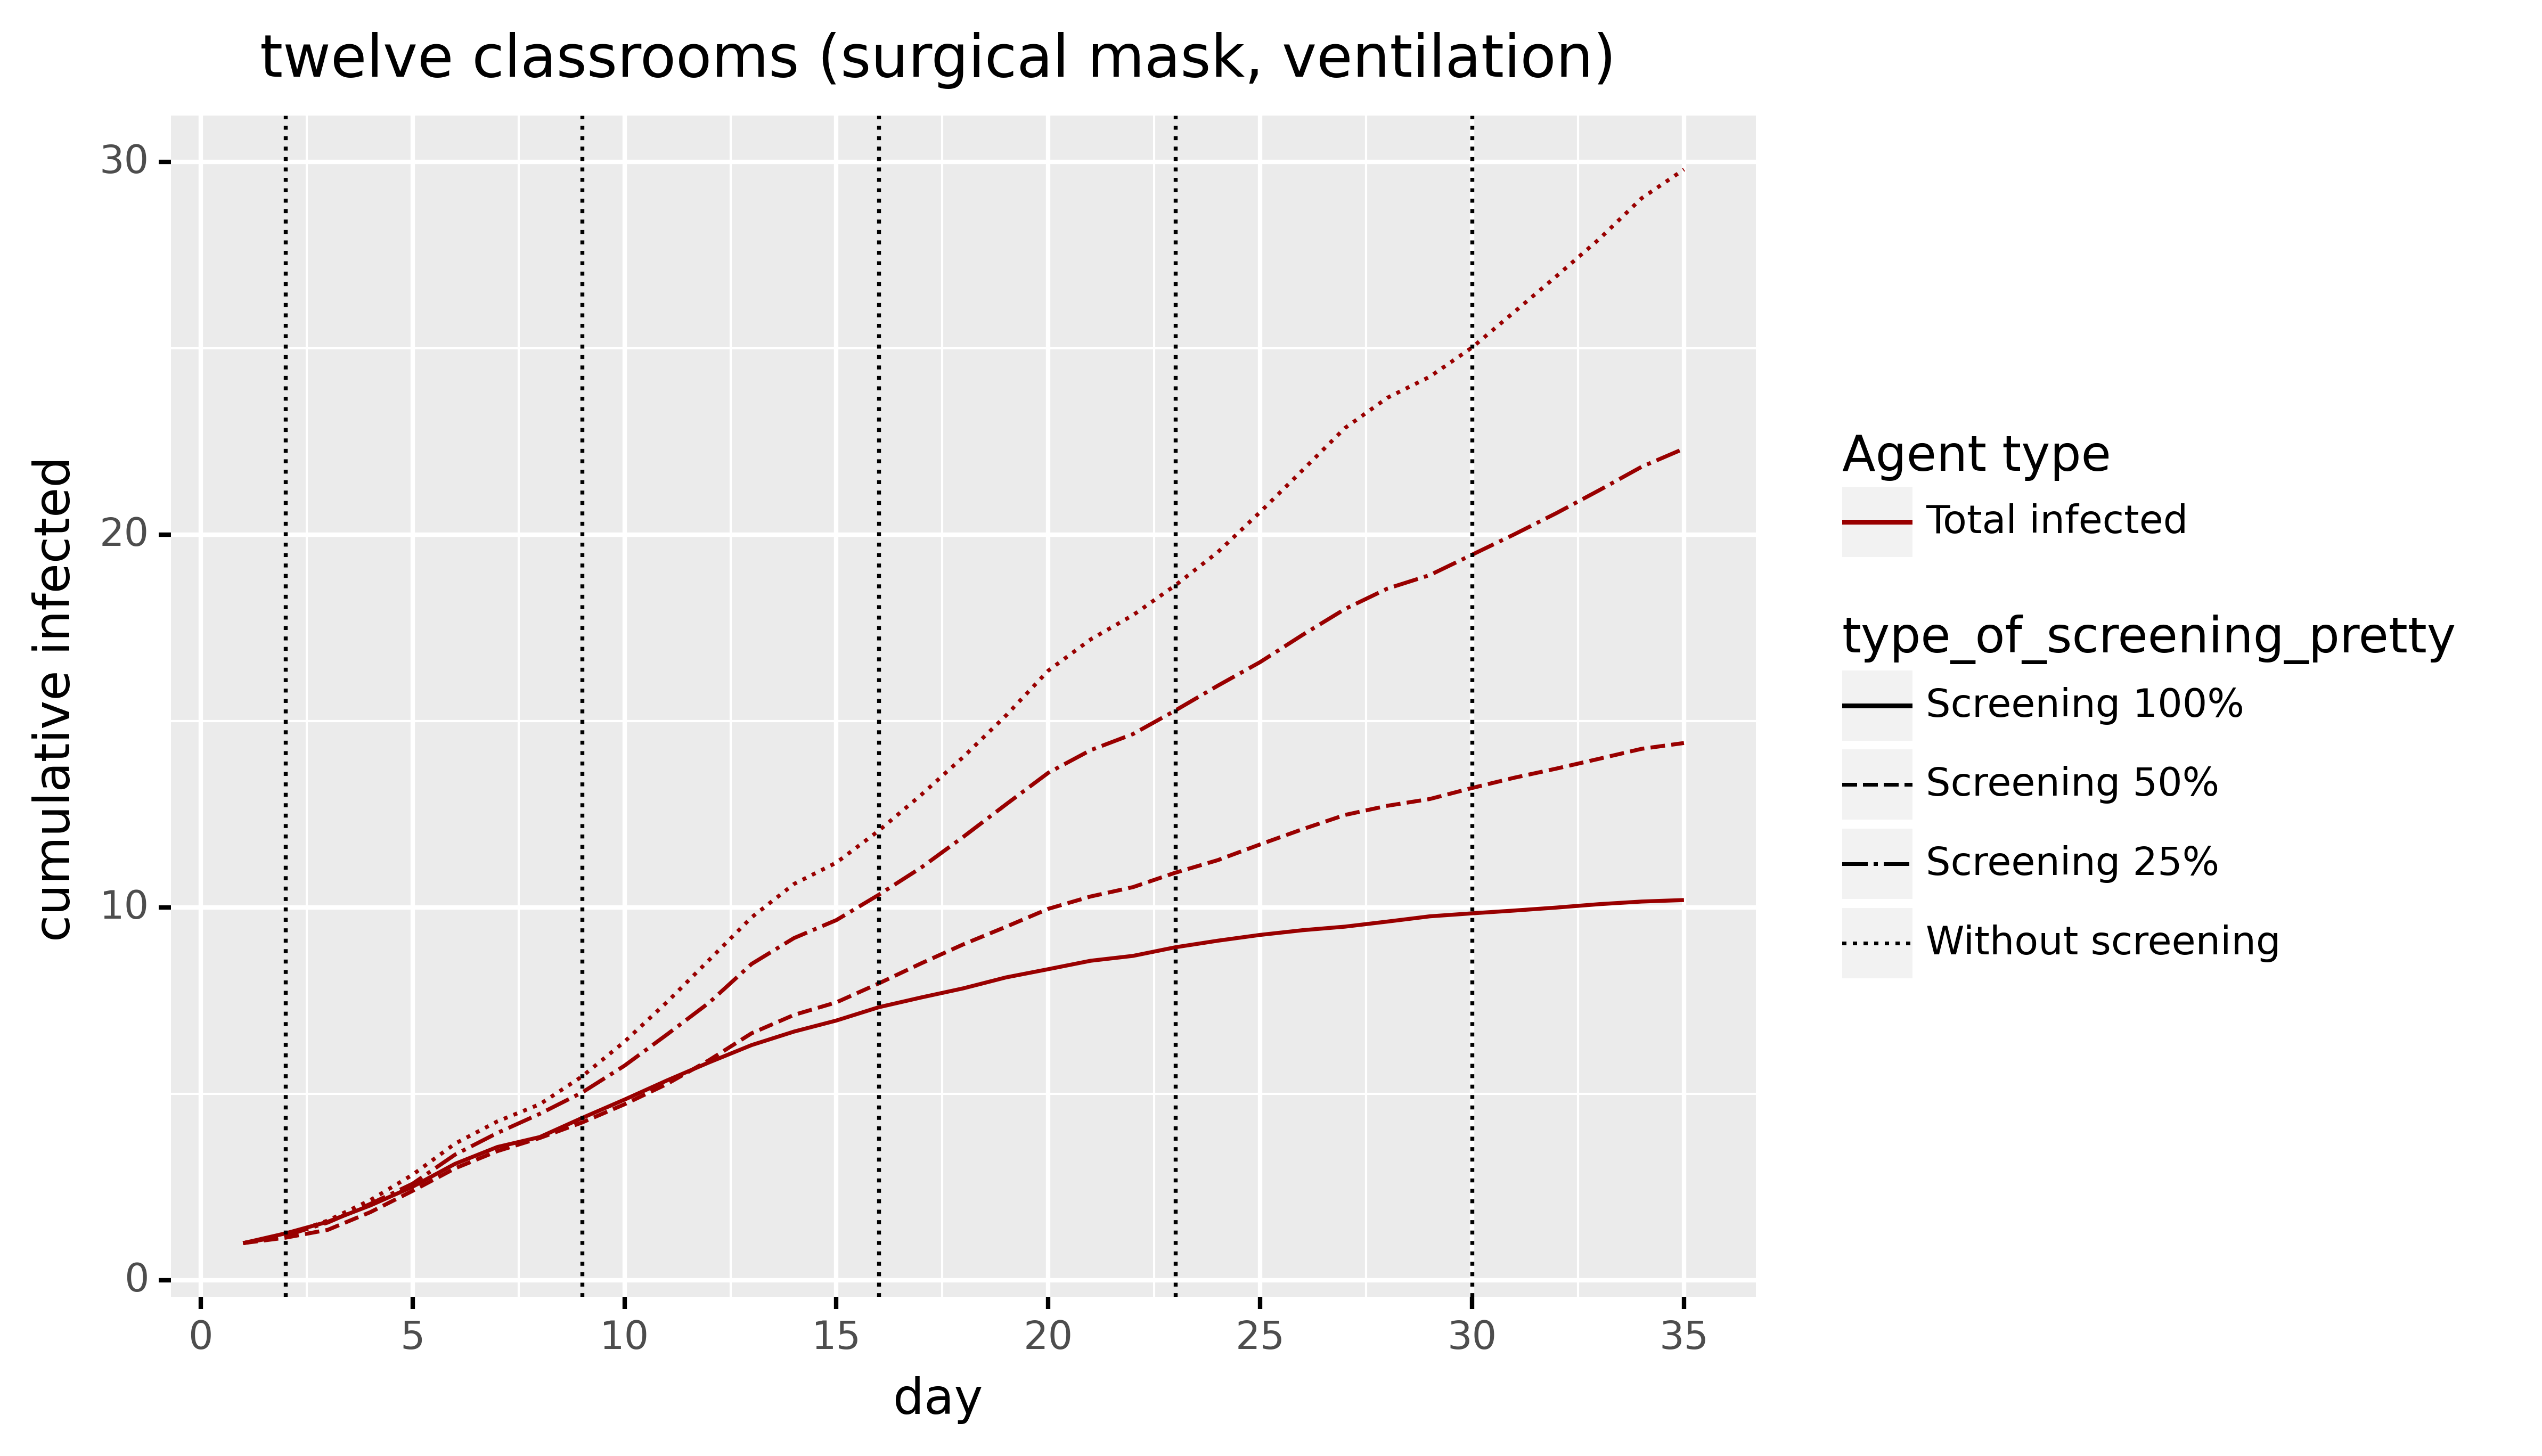 twelve classrooms (surgical mask, ventilation)
cumulative infected
30
20
10
0
0 5 10 15 20 25 30 35
day
Agent type
Total infected
type_of_screening_pretty
Screening 100%
Screening 50%
Screening 25%
Without screening